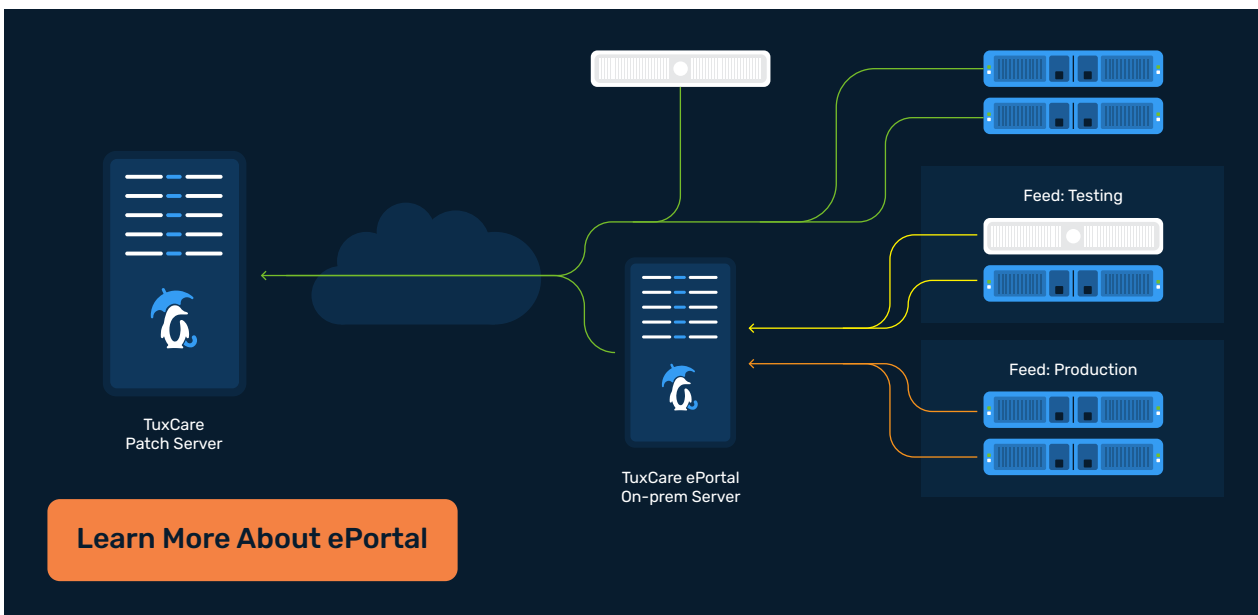 Feed: Testing
Feed: Production
TuxCare
Patch Server
TuxCare ePortal
On-prem Server
Learn More About ePortal